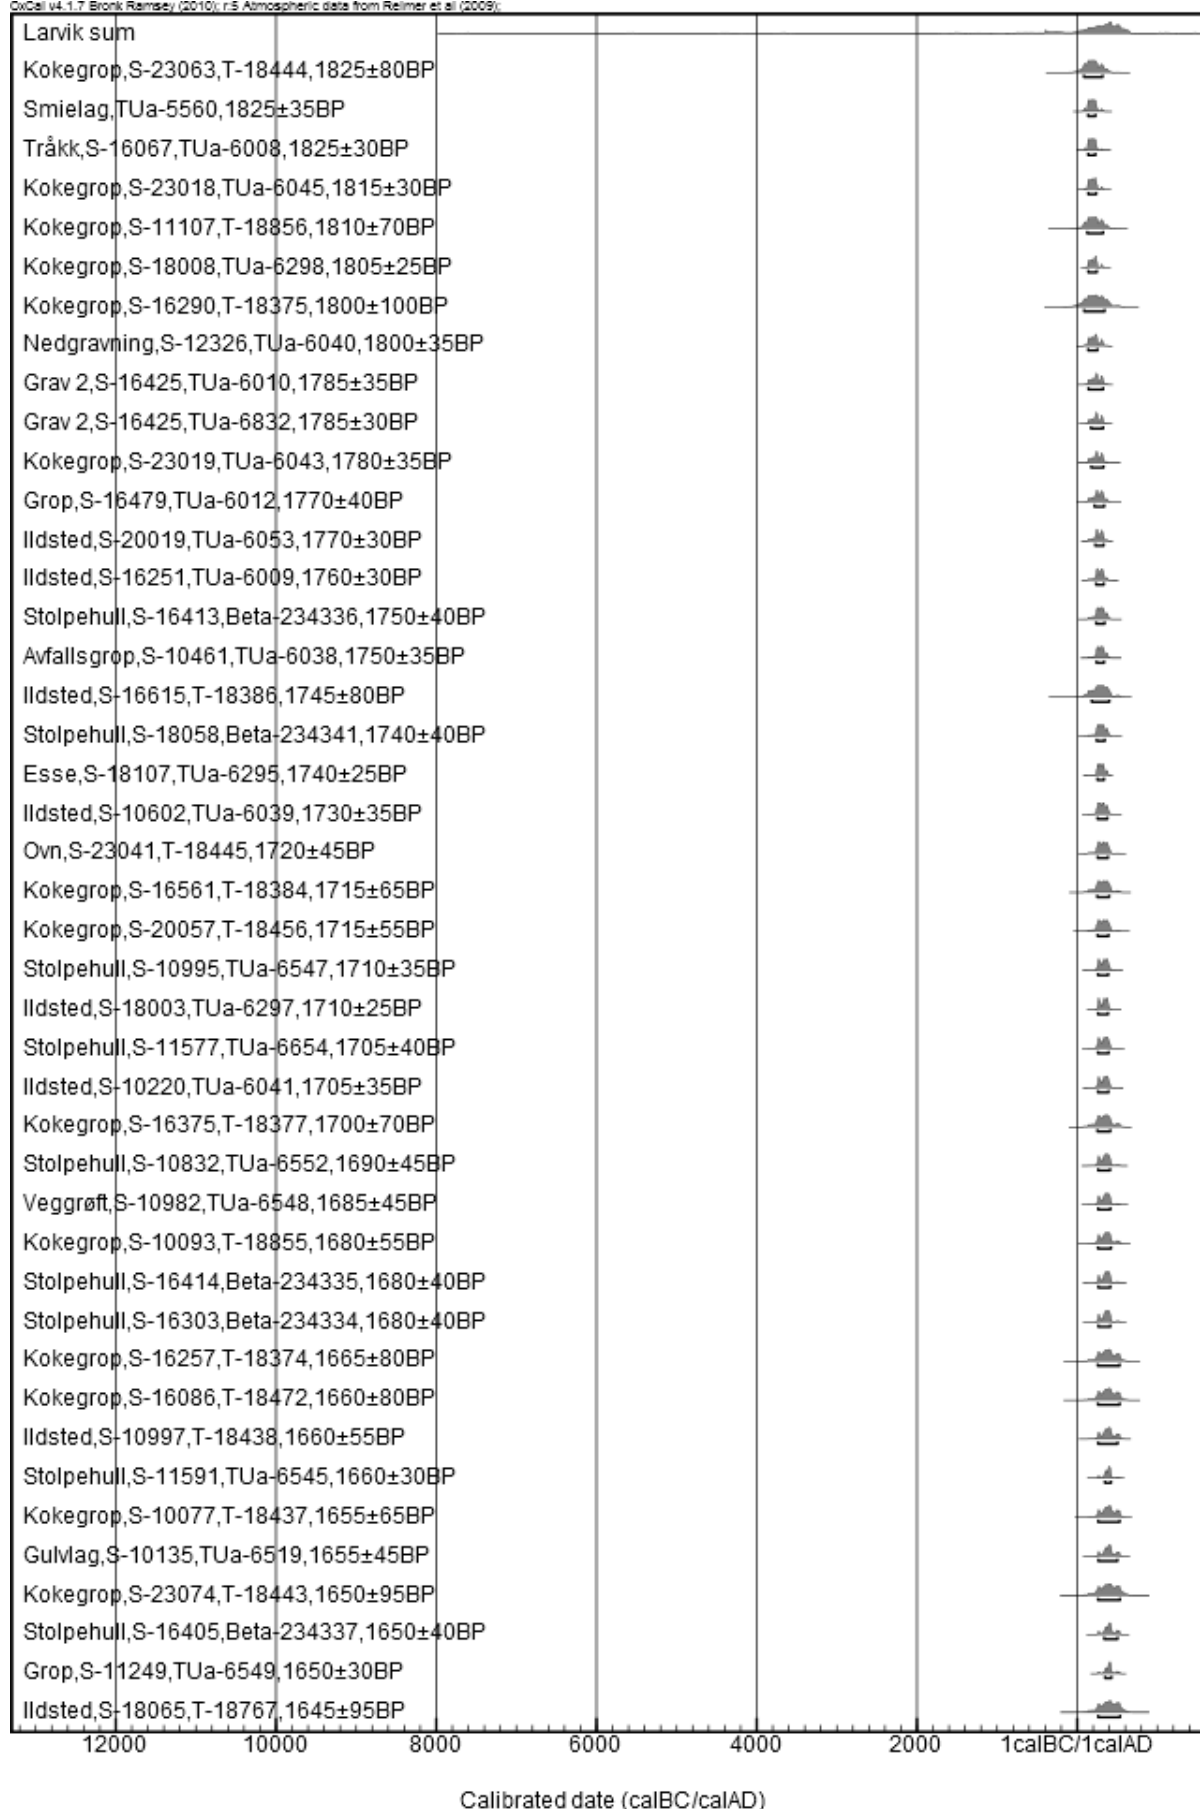 OxCal v4.1.7 Bronk Ramsey (2010); r:5 Atmospheric data from Reimer et al (2009);
Larvik sum
Kokegrop,S-23063,T-18444,1825±80BP
Smielag,TUa-5560,1825±35BP
Tråkk,S-16067,TUa-6008,1825±30BP
Kokegrop,S-23018,TUa-6045,1815±30BP
Kokegrop,S-11107,T-18856,1810±70BP
Kokegrop,S-18008,TUa-6298,1805±25BP
Kokegrop,S-16290,T-18375,1800±100BP
Nedgravning,S-12326,TUa-6040,1800±35BP
Grav 2,S-16425,TUa-6010,1785±35BP
Grav 2,S-16425,TUa-6832,1785±30BP
Kokegrop,S-23019,TUa-6043,1780±35BP
Grop,S-16479,TUa-6012,1770±40BP
Ildsted,S-20019,TUa-6053,1770±30BP
Ildsted,S-16251,TUa-6009,1760±30BP
Stolpehull,S-16413,Beta-234336,1750±40BP
Avfallsgrop,S-10461,TUa-6038,1750±35BP
Ildsted,S-16615,T-18386,1745±80BP
Stolpehull,S-18058,Beta-234341,1740±40BP
Esse,S-18107,TUa-6295,1740±25BP
Ildsted,S-10602,TUa-6039,1730±35BP
Ovn,S-23041,T-18445,1720±45BP
Kokegrop,S-16561,T-18384,1715±65BP
Kokegrop,S-20057,T-18456,1715±55BP
Stolpehull,S-10995,TUa-6547,1710±35BP
Ildsted,S-18003,TUa-6297,1710±25BP
Stolpehull,S-11577,TUa-6654,1705±40BP
Ildsted,S-10220,TUa-6041,1705±35BP
Kokegrop,S-16375,T-18377,1700±70BP
Stolpehull,S-10832,TUa-6552,1690±45BP
Veggrøft,S-10982,TUa-6548,1685±45BP
Kokegrop,S-10093,T-18855,1680±55BP
Stolpehull,S-16414,Beta-234335,1680±40BP
Stolpehull,S-16303,Beta-234334,1680±40BP
Kokegrop,S-16257,T-18374,1665±80BP
Kokegrop,S-16086,T-18472,1660±80BP
Ildsted,S-10997,T-18438,1660±55BP
Stolpehull,S-11591,TUa-6545,1660±30BP
Kokegrop,S-10077,T-18437,1655±65BP
Gulvlag,S-10135,TUa-6519,1655±45BP
Kokegrop,S-23074,T-18443,1650±95BP
Stolpehull,S-16405,Beta-234337,1650±40BP
Grop,S-11249,TUa-6549,1650±30BP
Ildsted,S-18065,T-18767,1645±95BP
12000 10000 8000 6000 4000 2000 1calBC/1calAD
Calibrated date (calBC/calAD)